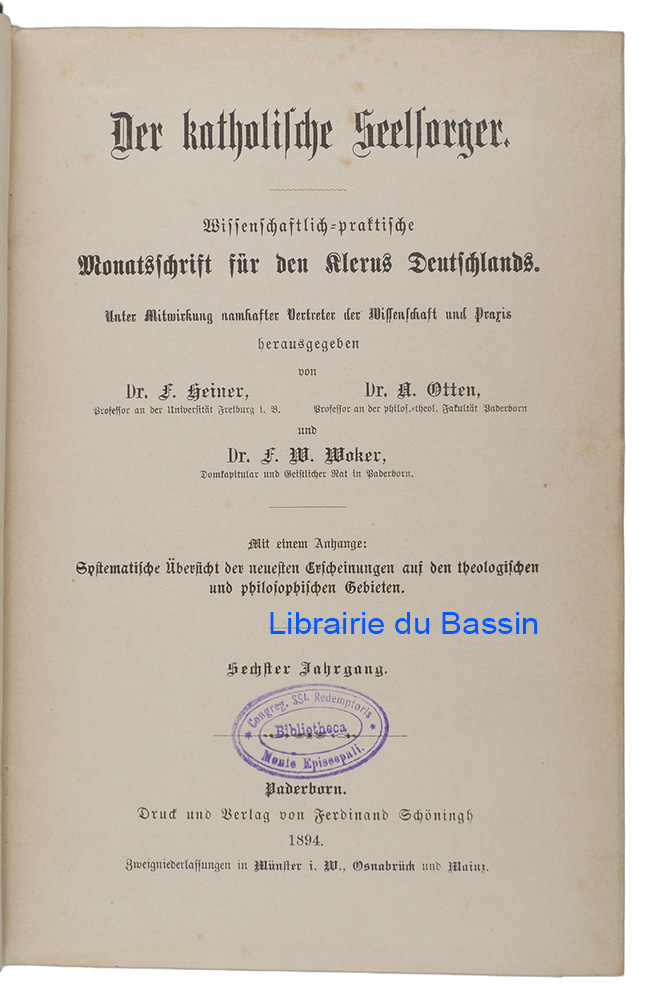 Der katholische Seelsorger.
Wissenschaftlich-praktische
Monatsschrift für den Klerus Deutschlands.
Unter Mitwirkung namhafter Vertreter der Wissenschaft und Praxis
herausgegeben
von
Dr. F. Heiner, Dr. A. Otten,
Professor an der Universität Freiburg i. B. Professor an der philos.-theol. Fakultät Paderborn
und
Dr. F. W. Woker,
Domkapitular und Geistlicher Rat in Paderborn.
Mit einem Anhange:
Systematische Übersicht der neuesten Erscheinungen auf den theologischen
und philosophischen Gebieten.
Librairie du Bassin
Sechster Jahrgang.
* Congreg. SSt. Redemptoris *
Bibliotheca
Monte Episcopali.
Paderborn.
Druck und Verlag von Ferdinand Schöningh
1894.
Zweigniederlassungen in Münster i. W., Osnabrück und Mainz.